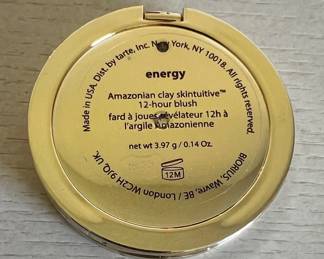 Made in USA. Dist. by tarte, Inc. New York, NY 10018. All rights reserved.
energy
Amazonian clay skintuitive™
12-hour blush
fard à joues révélateur 12h à
l'argile Amazonienne
net wt 3.97 g / 0.14 Oz.
12M
BIORIUS, Wavre, BE / London WC2H 9JQ, UK.